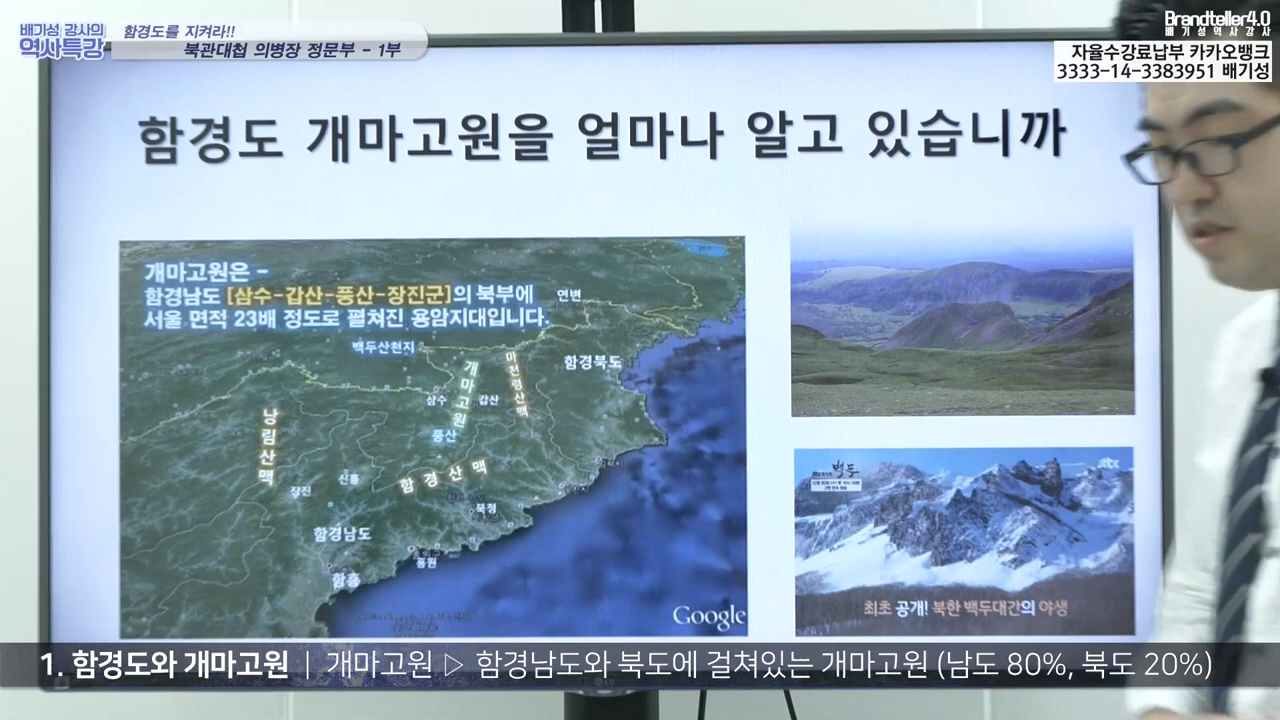 배기성 강사의
역사특강
함경도를 지켜라!!
북관대첩 의병장 정문부 - 1부
Brandteller4.0
배기성역사강사
자율수강료납부 카카오뱅크
3333-14-3383951 배기성
함경도 개마고원을 얼마나 알고 있습니까
개마고원은 -
함경남도 [삼수-갑산-풍산-장진군]의 북부에
서울 면적 23배 정도로 펼쳐진 용암지대입니다.
연변
백두산천지
함경북도
개마고원
마천령산맥
삼수
갑산
풍산
낭림산맥
함경산맥
장진
신흥
북청
함경남도
함흥
Google
백두
jtbc
최초 공개! 북한 백두대간의 야생
1. 함경도와 개마고원 | 개마고원 ▷ 함경남도와 북도에 걸쳐있는 개마고원 (남도 80%, 북도 20%)